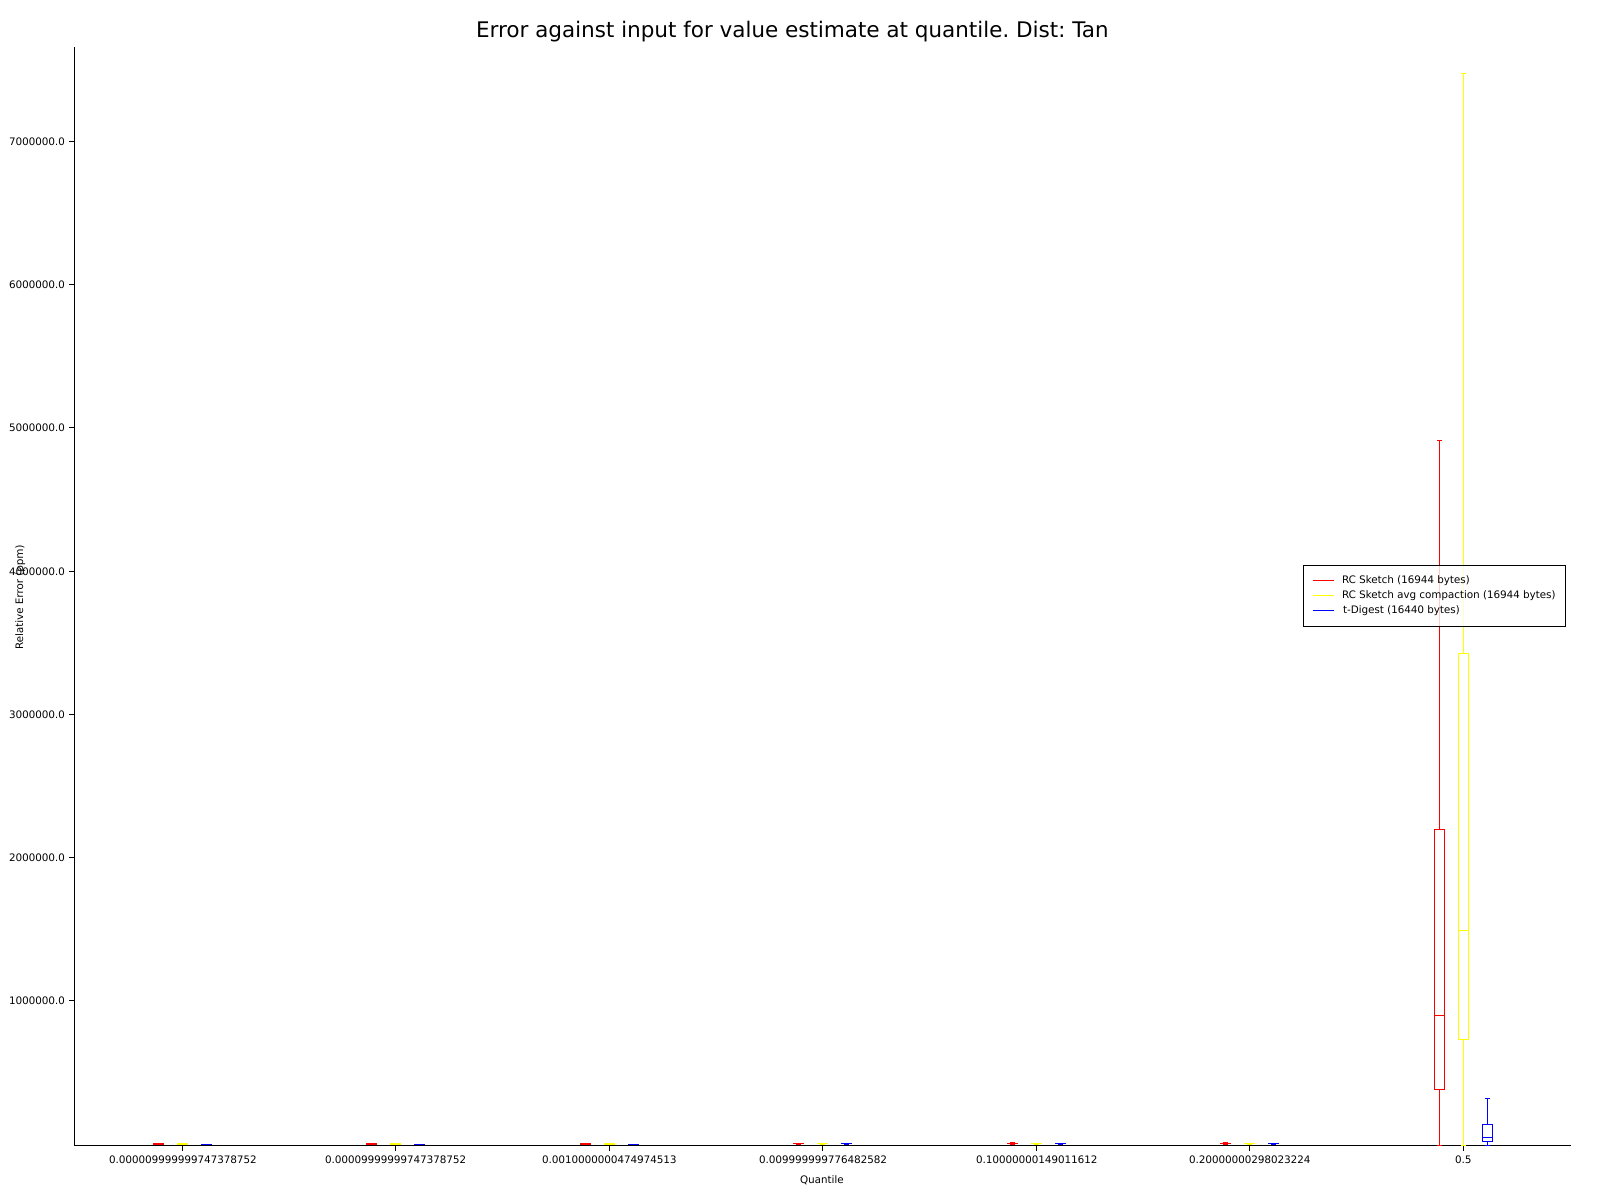 Error against input for value estimate at quantile. Dist: Tan
7000000.0
6000000.0
5000000.0
4000000.0
3000000.0
2000000.0
1000000.0
Relative Error (ppm)
RC Sketch (16944 bytes)
RC Sketch avg compaction (16944 bytes)
t-Digest (16440 bytes)
0.000009999999747378752
0.00009999999747378752
0.001000000474974513
0.009999999776482582
0.10000000149011612
0.20000000298023224
0.5
Quantile